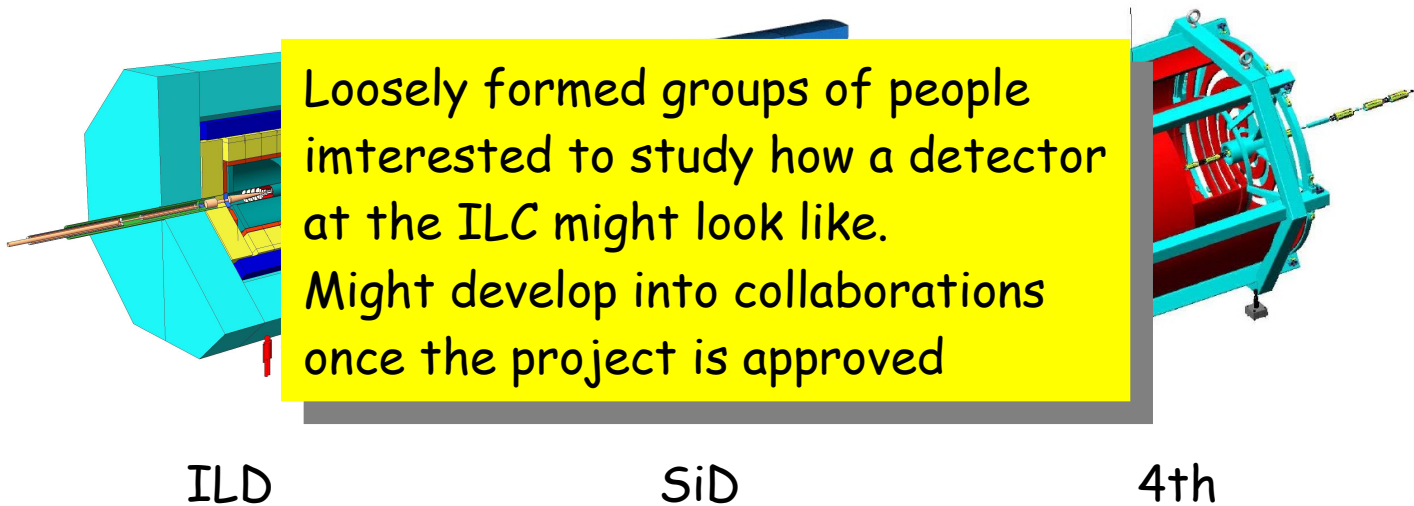 Loosely formed groups of people
imterested to study how a detector
at the ILC might look like.
Might develop into collaborations
once the project is approved
ILD SiD 4th